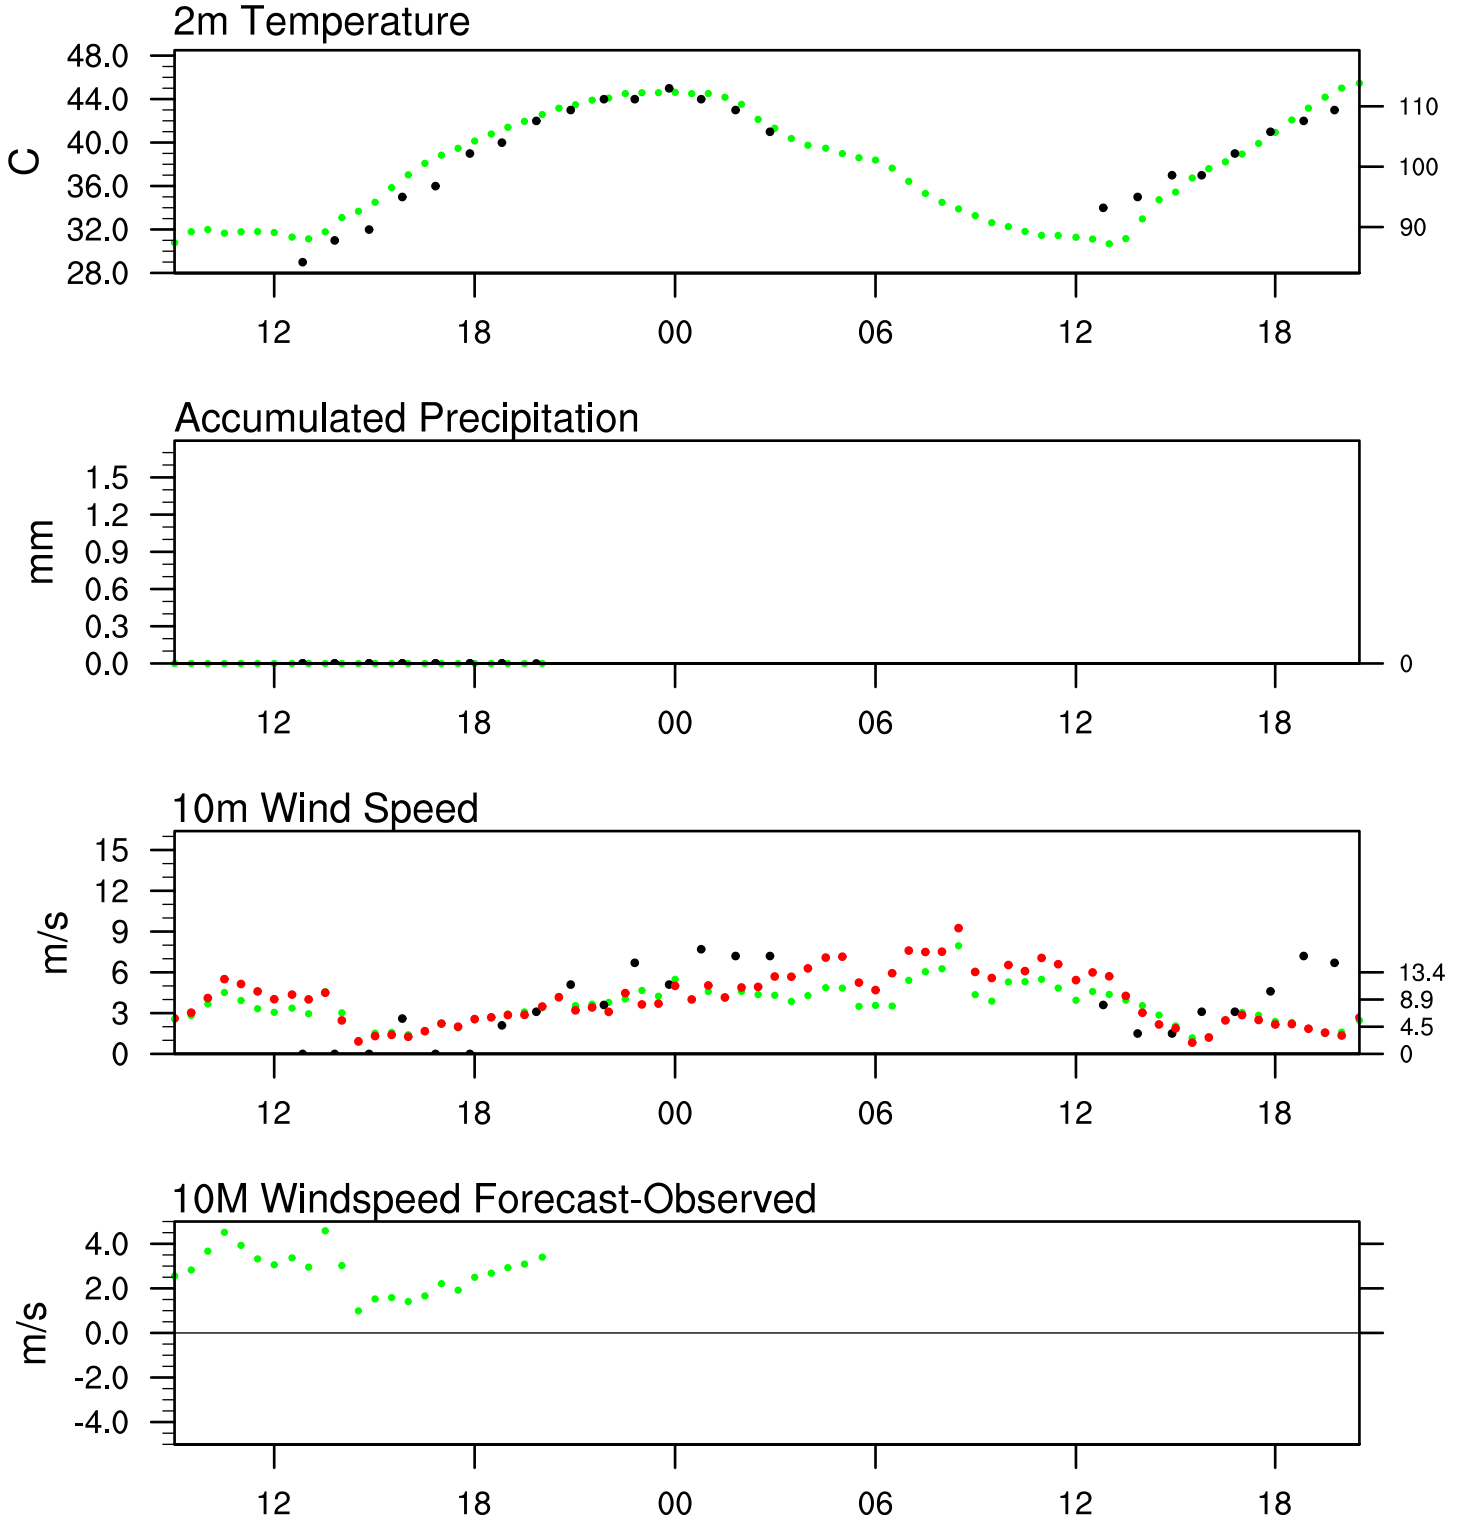 2m Temperature
48.0
44.0
40.0
36.0
32.0
28.0
C
110
100
90
12 18 00 06 12 18
Accumulated Precipitation
1.5
1.2
0.9
0.6
0.3
0.0
mm
0
12 18 00 06 12 18
10m Wind Speed
15
12
9
6
3
0
m/s
13.4
8.9
4.5
0
12 18 00 06 12 18
10M Windspeed Forecast-Observed
4.0
2.0
0.0
-2.0
-4.0
m/s
12 18 00 06 12 18